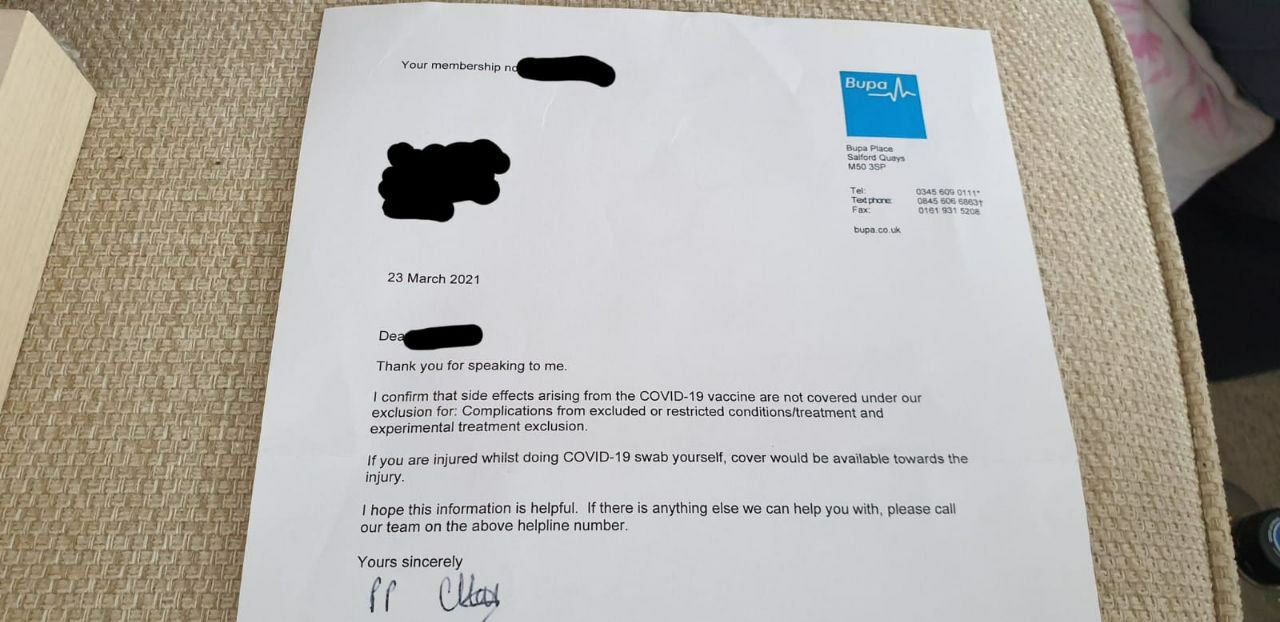 Your membership no
Bupa
Bupa Place
Salford Quays
M50 3SP
Tel: 0345 609 0111*
Textphone: 0845 606 6863†
Fax: 0161 931 5208
bupa.co.uk
23 March 2021
Dea
Thank you for speaking to me.
I confirm that side effects arising from the COVID-19 vaccine are not covered under our
exclusion for: Complications from excluded or restricted conditions/treatment and
experimental treatment exclusion.
If you are injured whilst doing COVID-19 swab yourself, cover would be available towards the
injury.
I hope this information is helpful. If there is anything else we can help you with, please call
our team on the above helpline number.
Yours sincerely
PP